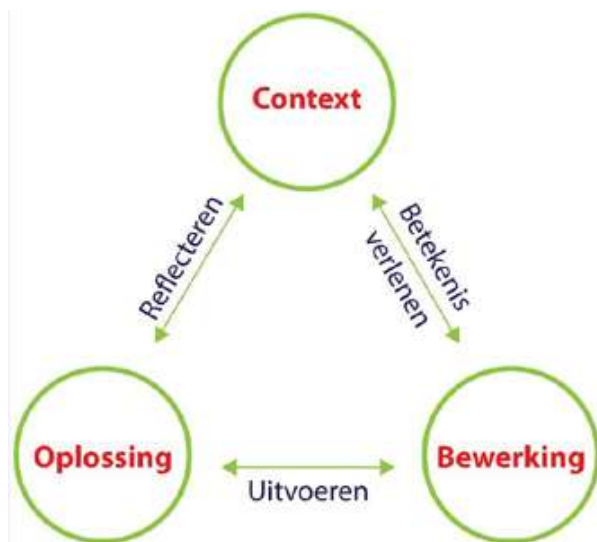 Context
Reflecteren
Betekenis
verlenen
Oplossing
Bewerking
Uitvoeren